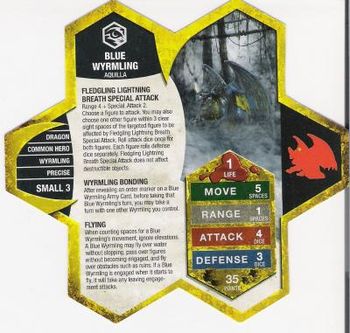 BLUE
WYRMLING
AQUILLA
FLEDGLING LIGHTNING
BREATH SPECIAL ATTACK
Range 4 + Special Attack 2.
Choose a figure to attack. You may also
choose one other figure within 3 clear
sight spaces of the targeted figure to be
affected by Fledgling Lightning Breath
Special Attack. Roll attack dice once for
both figures. Each figure rolls defense
dice separately. Fledgling Lightning
Breath Special Attack does not affect
destructible objects.
DRAGON
COMMON HERO
WYRMLING
PRECISE
SMALL 3
WYRMLING BONDING
After revealing an order marker on a Blue
Wyrmling Army Card, before taking that
Blue Wyrmling's turn, you may take a
turn with one other Wyrmling you control.
FLYING
When counting spaces for a Blue
Wyrmling's movement, ignore elevations.
A Blue Wyrmling may fly over water
without stopping, pass over figures
without becoming engaged, and fly
over obstacles such as ruins. If a Blue
Wyrmling is engaged when it starts to
fly, it will take any leaving engage-
ment attacks.
1
LIFE
MOVE 5 SPACES
RANGE 1 SPACES
ATTACK 4 DICE
DEFENSE 3 DICE
35
POINTS